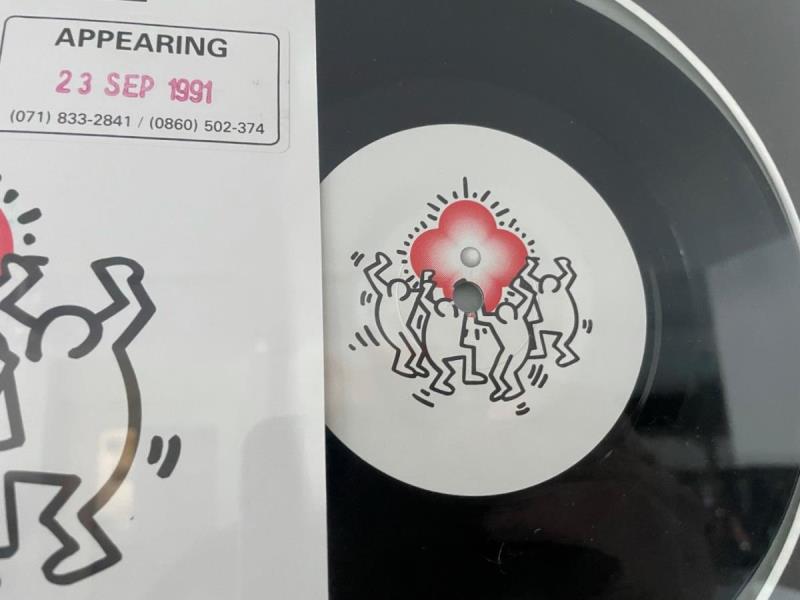 APPEARING
23 SEP 1991
(071) 833-2841 / (0860) 502-374